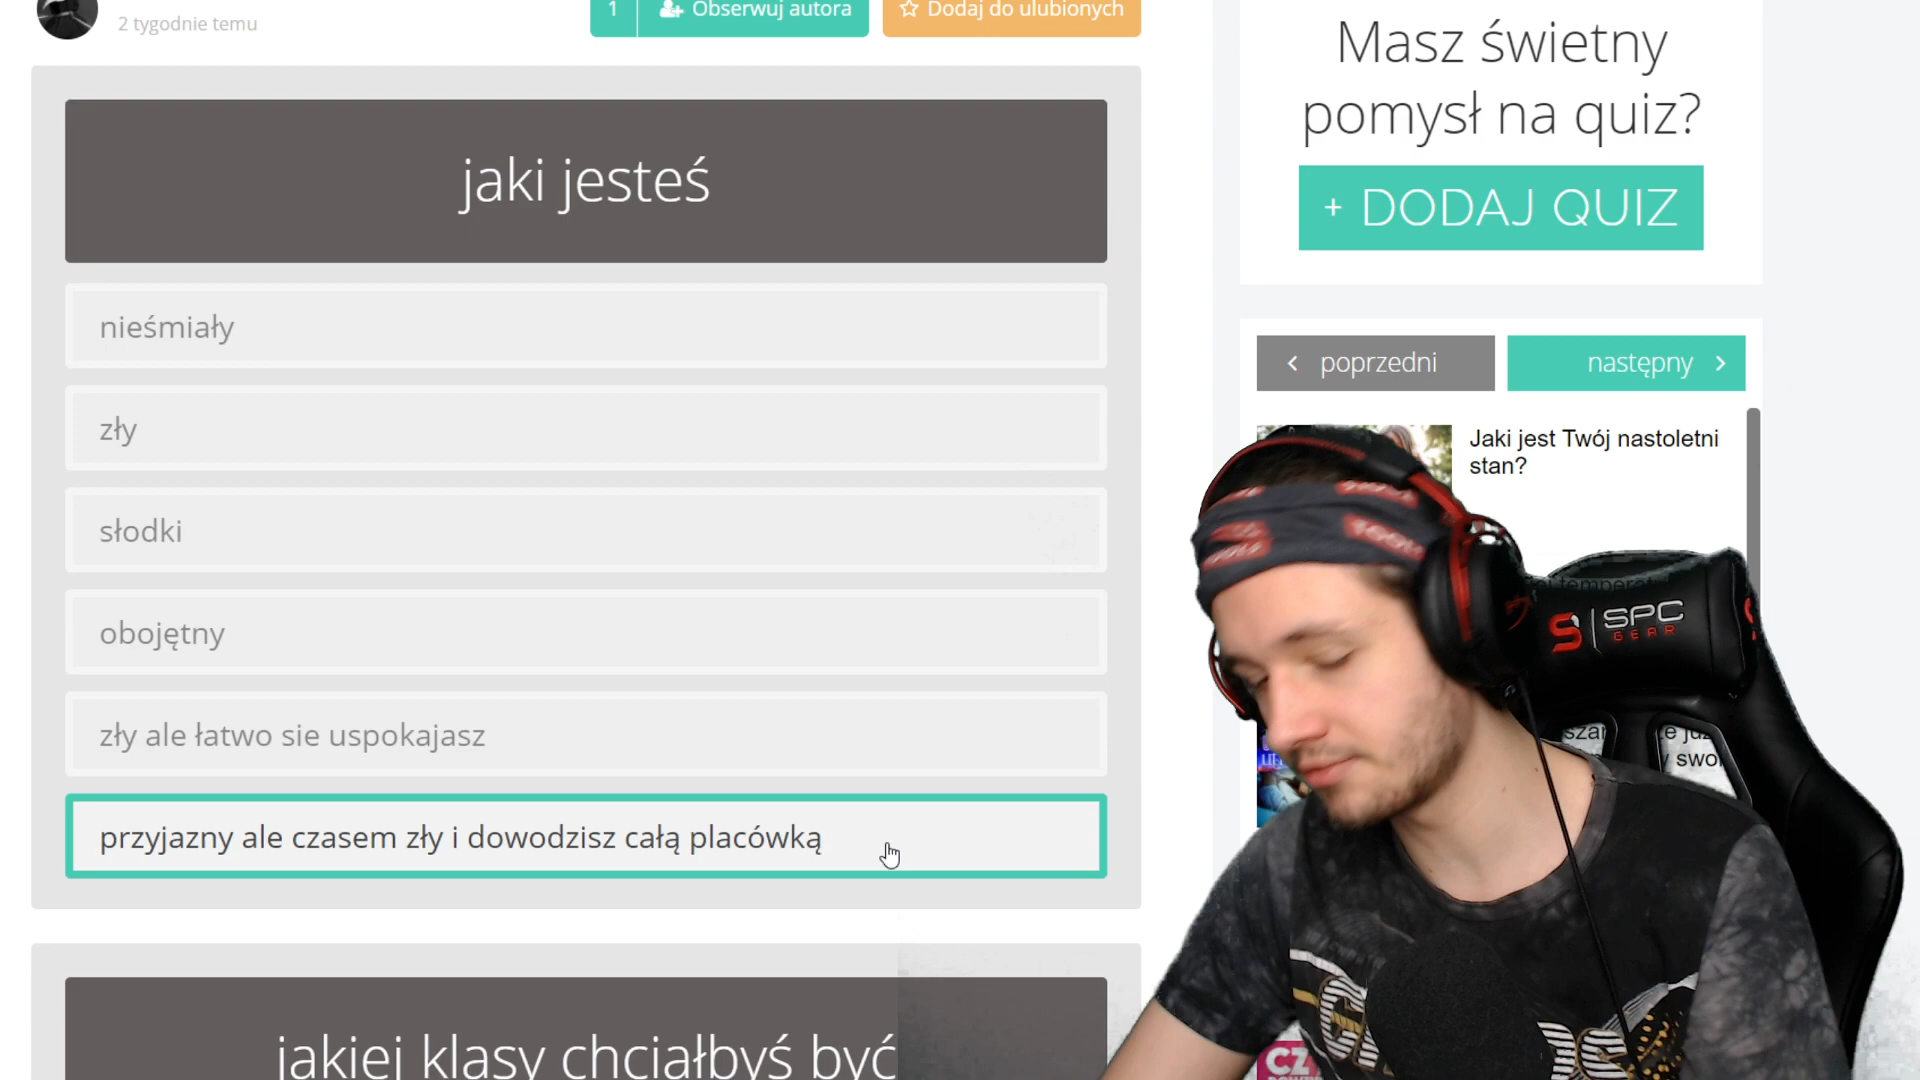 2 tygodnie temu
1
Obserwuj autora
Dodaj do ulubionych
jaki jesteś
nieśmiały
zły
słodki
obojętny
zły ale łatwo sie uspokajasz
przyjazny ale czasem zły i dowodzisz całą placówką
jakiej klasy chciałbyś być
Masz świetny
pomysł na quiz?
+ DODAJ QUIZ
poprzedni
następny
Jaki jest Twój nastoletni
stan?
SPC
GEAR
CZ